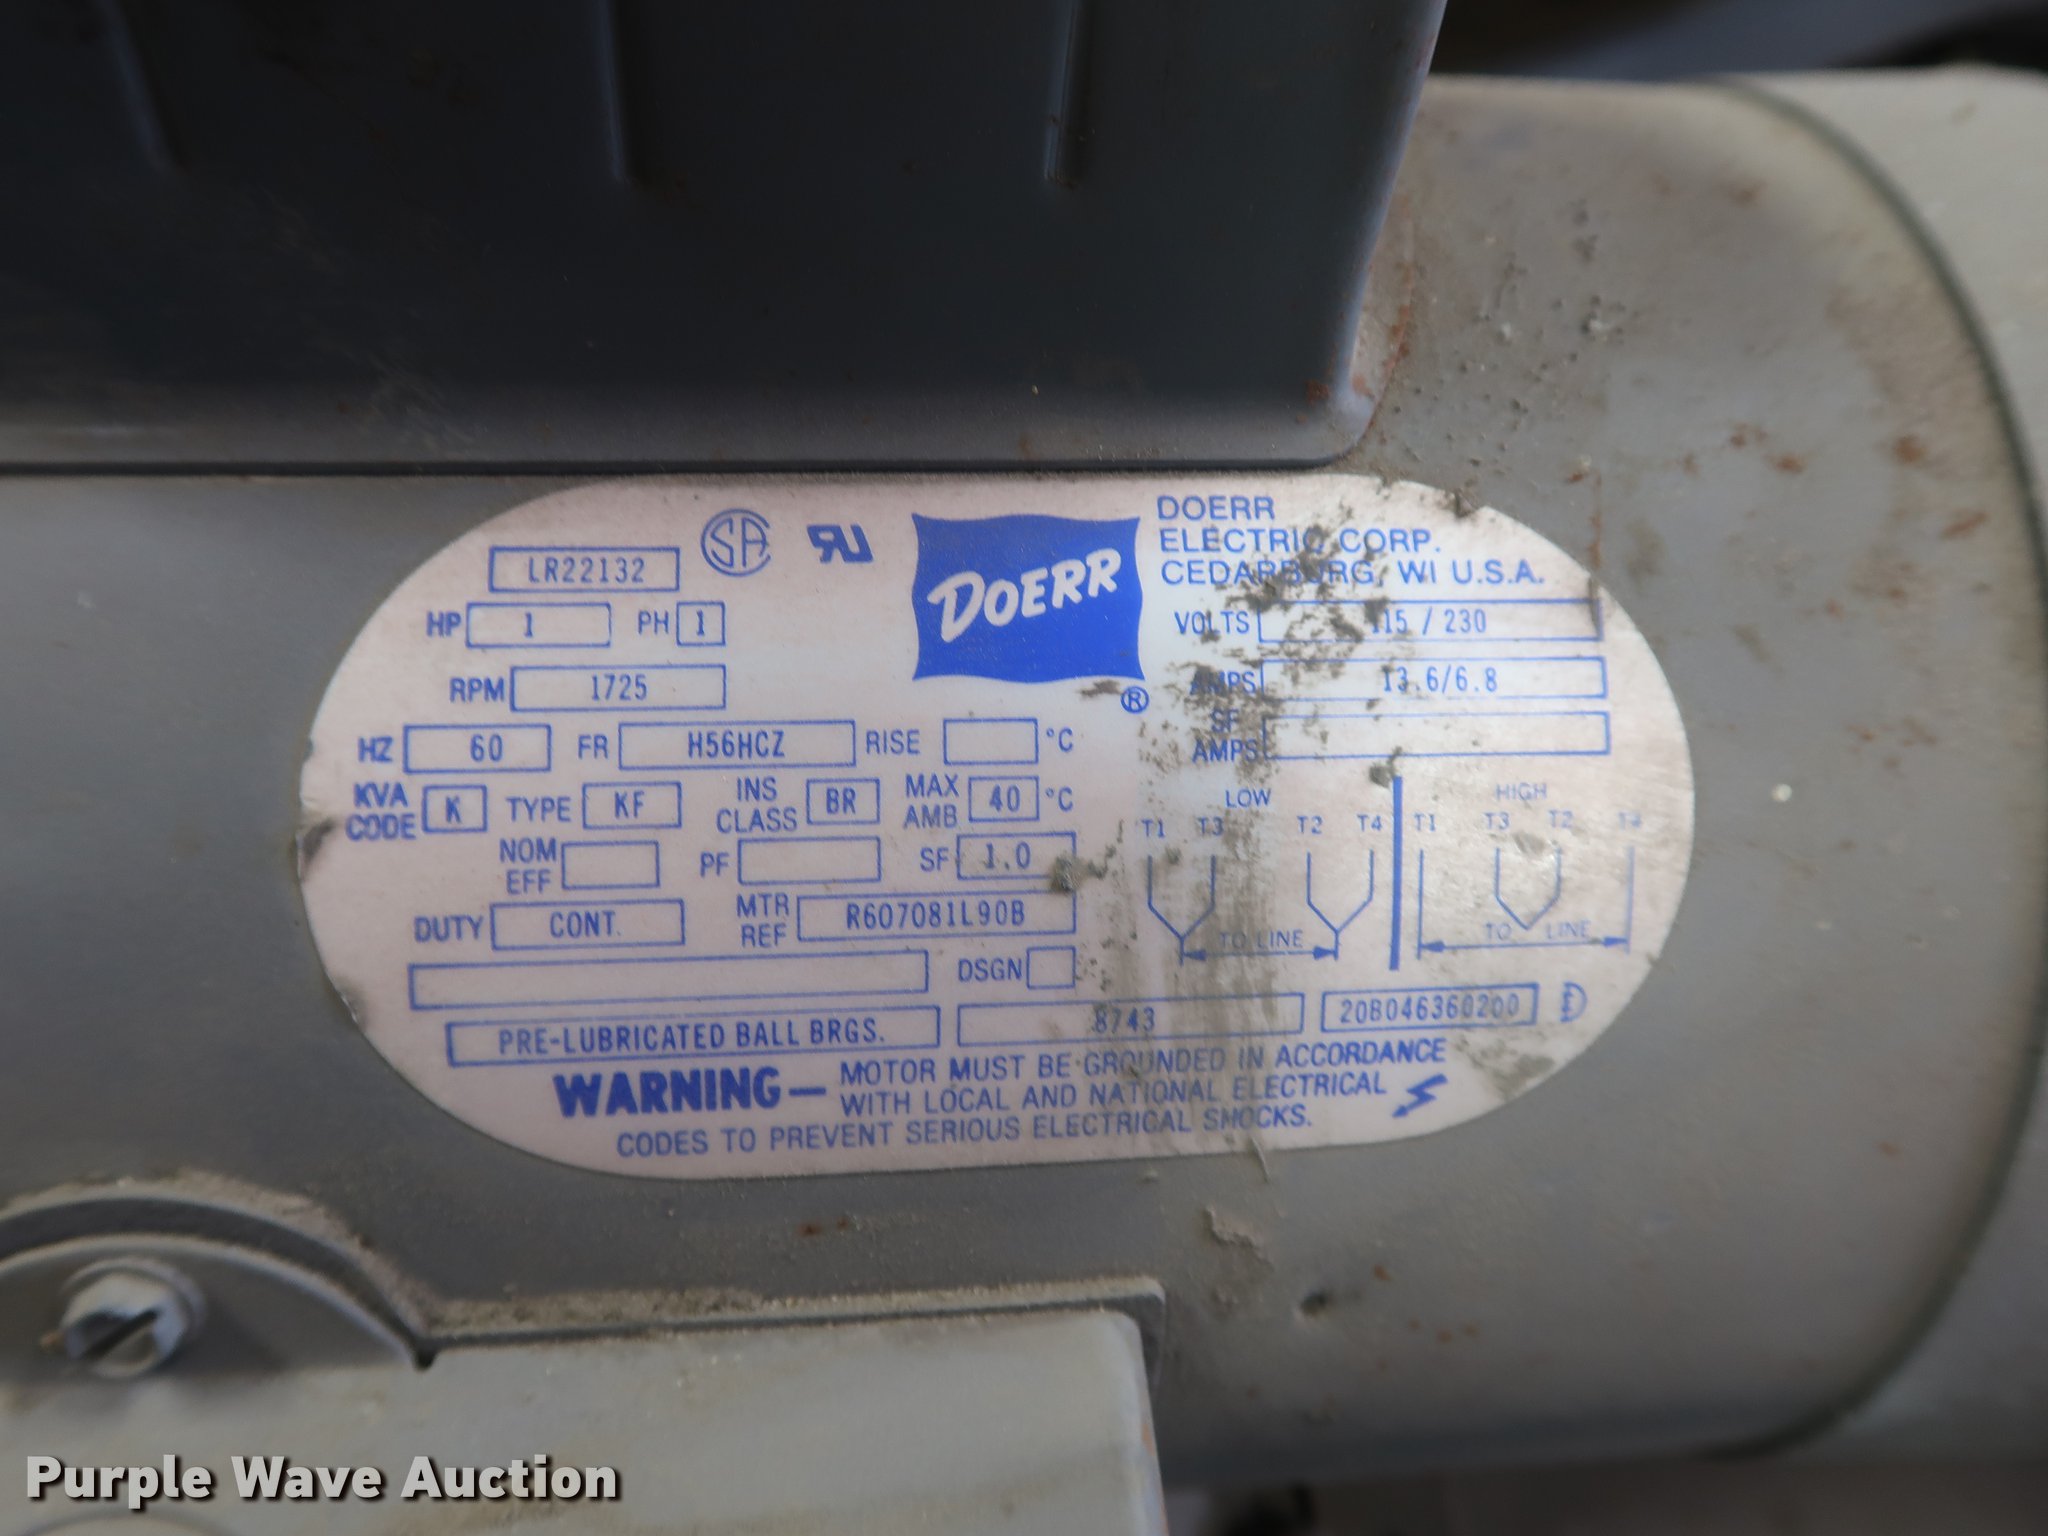 LR22132
SA
RU
DOERR
®
DOERR
ELECTRIC CORP.
CEDARBURG, WI U.S.A.
HP 1 PH 1
VOLTS 115 / 230
RPM 1725
AMPS 13.6/6.8
SF AMPS
HZ 60 FR H56HCZ RISE °C
KVA CODE K TYPE KF INS CLASS BR MAX AMB 40 °C
NOM EFF PF SF 1.0
DUTY CONT. MTR REF R607081L90B
DSGN
LOW HIGH
T1 T3 T2 T4 T1 T3 T2 T4
TO LINE TO LINE
PRE-LUBRICATED BALL BRGS. 8743 20B046360200
WARNING— MOTOR MUST BE GROUNDED IN ACCORDANCE
WITH LOCAL AND NATIONAL ELECTRICAL
CODES TO PREVENT SERIOUS ELECTRICAL SHOCKS.
Purple Wave Auction